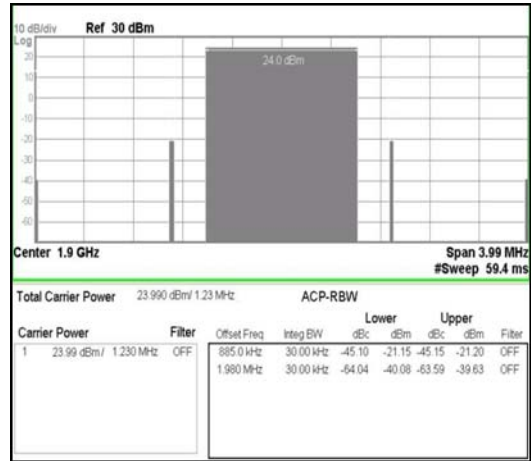 10 dB/div Ref 30 dBm
Log
24.0 dBm
20
10
0
-10
-20
-30
-40
-50
-60
Center 1.9 GHz Span 3.99 MHz
#Sweep 59.4 ms
Total Carrier Power 23.990 dBm/ 1.23 MHz ACP-RBW
Lower Upper
Carrier Power Filter Offset Freq Integ BW dBc dBm dBc dBm Filter
1 23.99 dBm / 1.230 MHz OFF 885.0 kHz 30.00 kHz -45.10 -21.15 -45.15 -21.20 OFF
1.980 MHz 30.00 kHz -64.04 -40.08 -63.59 -39.63 OFF